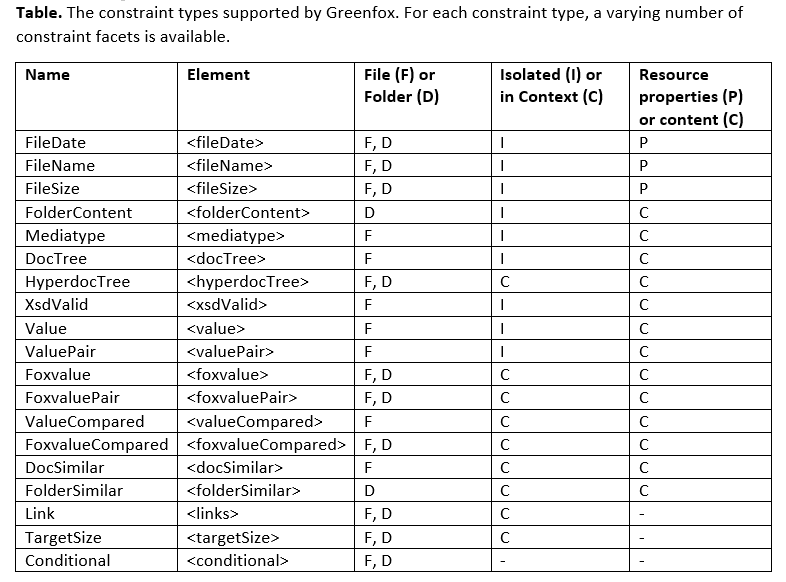 Table. The constraint types supported by Greenfox. For each constraint type, a varying number of
constraint facets is available.
Name Element File (F) or Isolated (I) or Resource
Folder (D) in Context (C) properties (P)
or content (C)
FileDate <fileDate> F, D I P
FileName <fileName> F, D I P
FileSize <fileSize> F, D I P
FolderContent <folderContent> D I C
Mediatype <mediatype> F I C
DocTree <docTree> F I C
HyperdocTree <hyperdocTree> F, D C C
XsdValid <xsdValid> F I C
Value <value> F I C
ValuePair <valuePair> F I C
Foxvalue <foxvalue> F, D C C
FoxvaluePair <foxvaluePair> F, D C C
ValueCompared <valueCompared> F C C
FoxvalueCompared <foxvalueCompared> F, D C C
DocSimilar <docSimilar> F C C
FolderSimilar <folderSimilar> D C C
Link <links> F, D C -
TargetSize <targetSize> F, D C -
Conditional <conditional> F, D - -